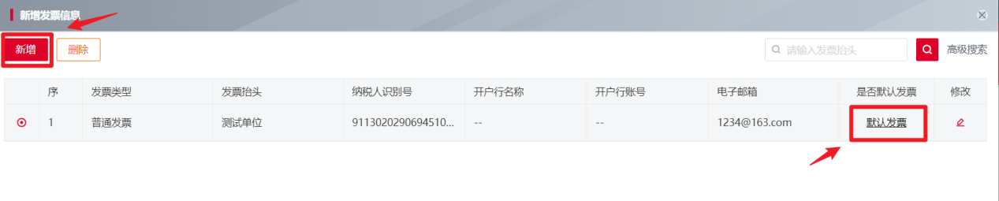 新增发票信息
新增 删除 请输入发票抬头 高级搜索
序 发票类型 发票抬头 纳税人识别号 开户行名称 开户行账号 电子邮箱 是否默认发票 修改
1 普通发票 测试单位 9113020290694510... -- -- 1234@163.com 默认发票